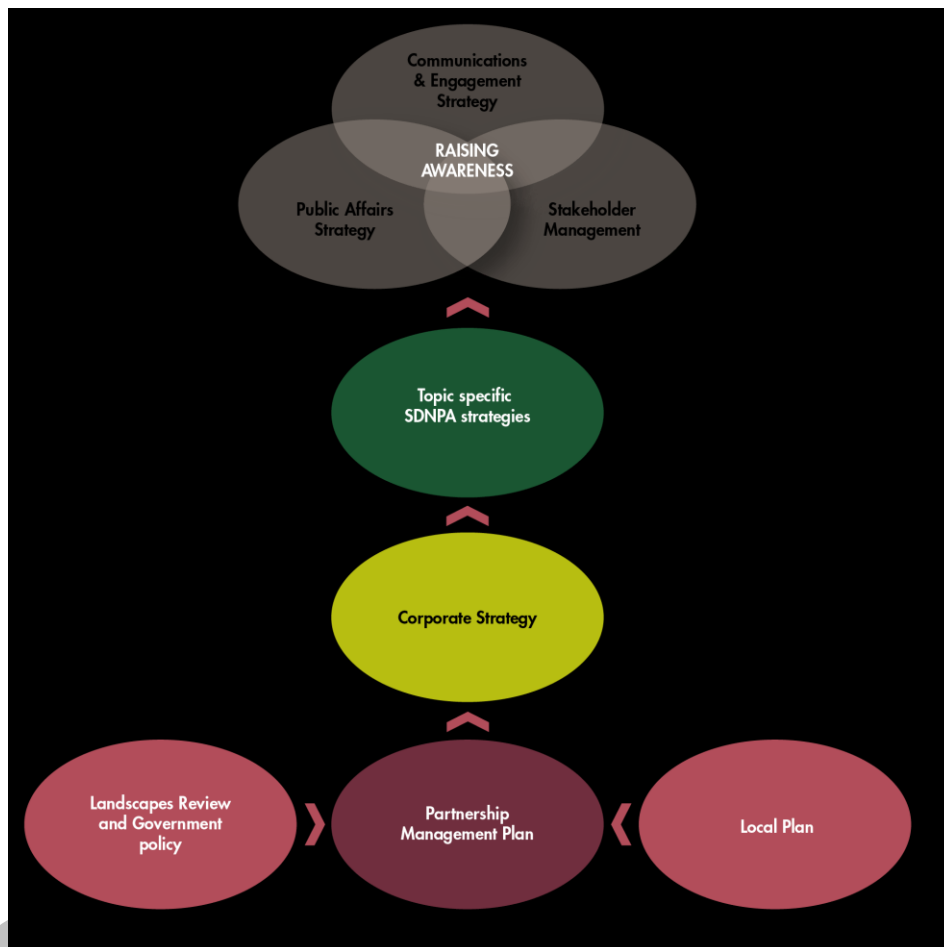 Communications
& Engagement
Strategy
RAISING
AWARENESS
Public Affairs
Strategy
Stakeholder
Management
Topic specific
SDNPA strategies
Corporate Strategy
Landscapes Review
and Government
policy
Partnership
Management Plan
Local Plan